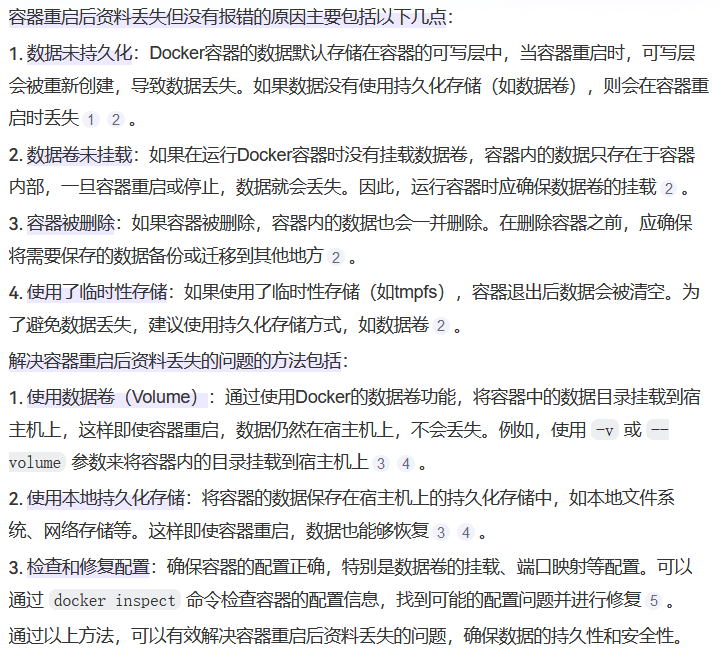 容器重启后资料丢失但没有报错的原因主要包括以下几点：
1. 数据未持久化：Docker容器的数据默认存储在容器的可写层中，当容器重启时，可写层
会被重新创建，导致数据丢失。如果数据没有使用持久化存储（如数据卷），则会在容器重
启时丢失 1 2 。
2. 数据卷未挂载：如果在运行Docker容器时没有挂载数据卷，容器内的数据只存在于容器
内部，一旦容器重启或停止，数据就会丢失。因此，运行容器时应确保数据卷的挂载 2 。
3. 容器被删除：如果容器被删除，容器内的数据也会一并删除。在删除容器之前，应确保
将需要保存的数据备份或迁移到其他地方 2 。
4. 使用了临时性存储：如果使用了临时性存储（如tmpfs），容器退出后数据会被清空。为
了避免数据丢失，建议使用持久化存储方式，如数据卷 2 。
解决容器重启后资料丢失的问题的方法包括：
1. 使用数据卷（Volume）：通过使用Docker的数据卷功能，将容器中的数据目录挂载到宿
主机上，这样即使容器重启，数据仍然在宿主机上，不会丢失。例如，使用 -v 或 --
volume 参数来将容器内的目录挂载到宿主机上 3 4 。
2. 使用本地持久化存储：将容器的数据保存在宿主机上的持久化存储中，如本地文件系
统、网络存储等。这样即使容器重启，数据也能够恢复 3 4 。
3. 检查和修复配置：确保容器的配置正确，特别是数据卷的挂载、端口映射等配置。可以
通过 docker inspect 命令检查容器的配置信息，找到可能的配置问题并进行修复 5 。
通过以上方法，可以有效解决容器重启后资料丢失的问题，确保数据的持久性和安全性。